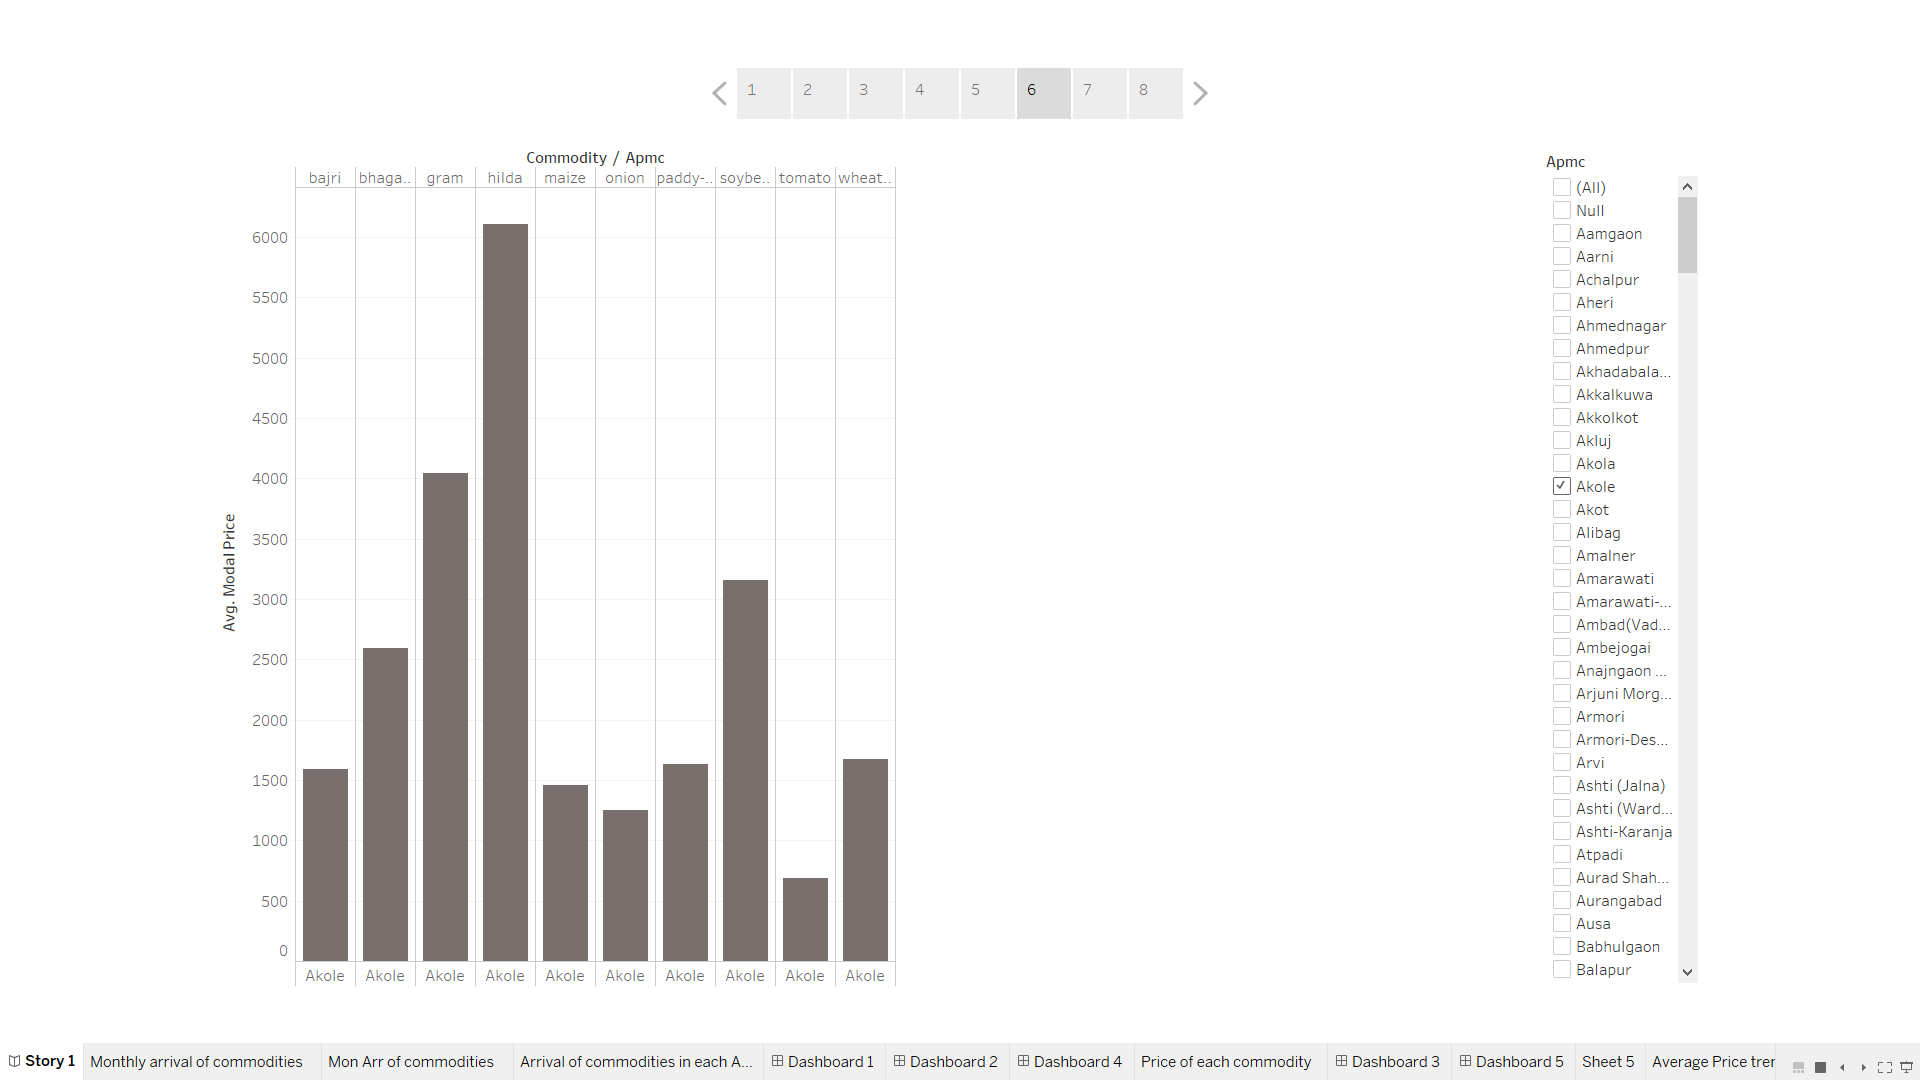 1 2 3 4 5 6 7 8
Commodity / Apmc
bajri bhaga.. gram hilda maize onion paddy-.. soybe.. tomato wheat..
Avg. Modal Price
6000
5500
5000
4500
4000
3500
3000
2500
2000
1500
1000
500
0
Akole Akole Akole Akole Akole Akole Akole Akole Akole Akole
Apmc
(All)
Null
Aamgaon
Aarni
Achalpur
Aheri
Ahmednagar
Ahmedpur
Akhadabala...
Akkalkuwa
Akkolkot
Akluj
Akola
Akole
Akot
Alibag
Amalner
Amarawati
Amarawati-...
Ambad(Vad...
Ambejogai
Anajngaon ...
Arjuni Morg...
Armori
Armori-Des...
Arvi
Ashti (Jalna)
Ashti (Ward...
Ashti-Karanja
Atpadi
Aurad Shah...
Aurangabad
Ausa
Babhulgaon
Balapur
Story 1 Monthly arrival of commodities Mon Arr of commodities Arrival of commodities in each A... Dashboard 1 Dashboard 2 Dashboard 4 Price of each commodity Dashboard 3 Dashboard 5 Sheet 5 Average Price trer